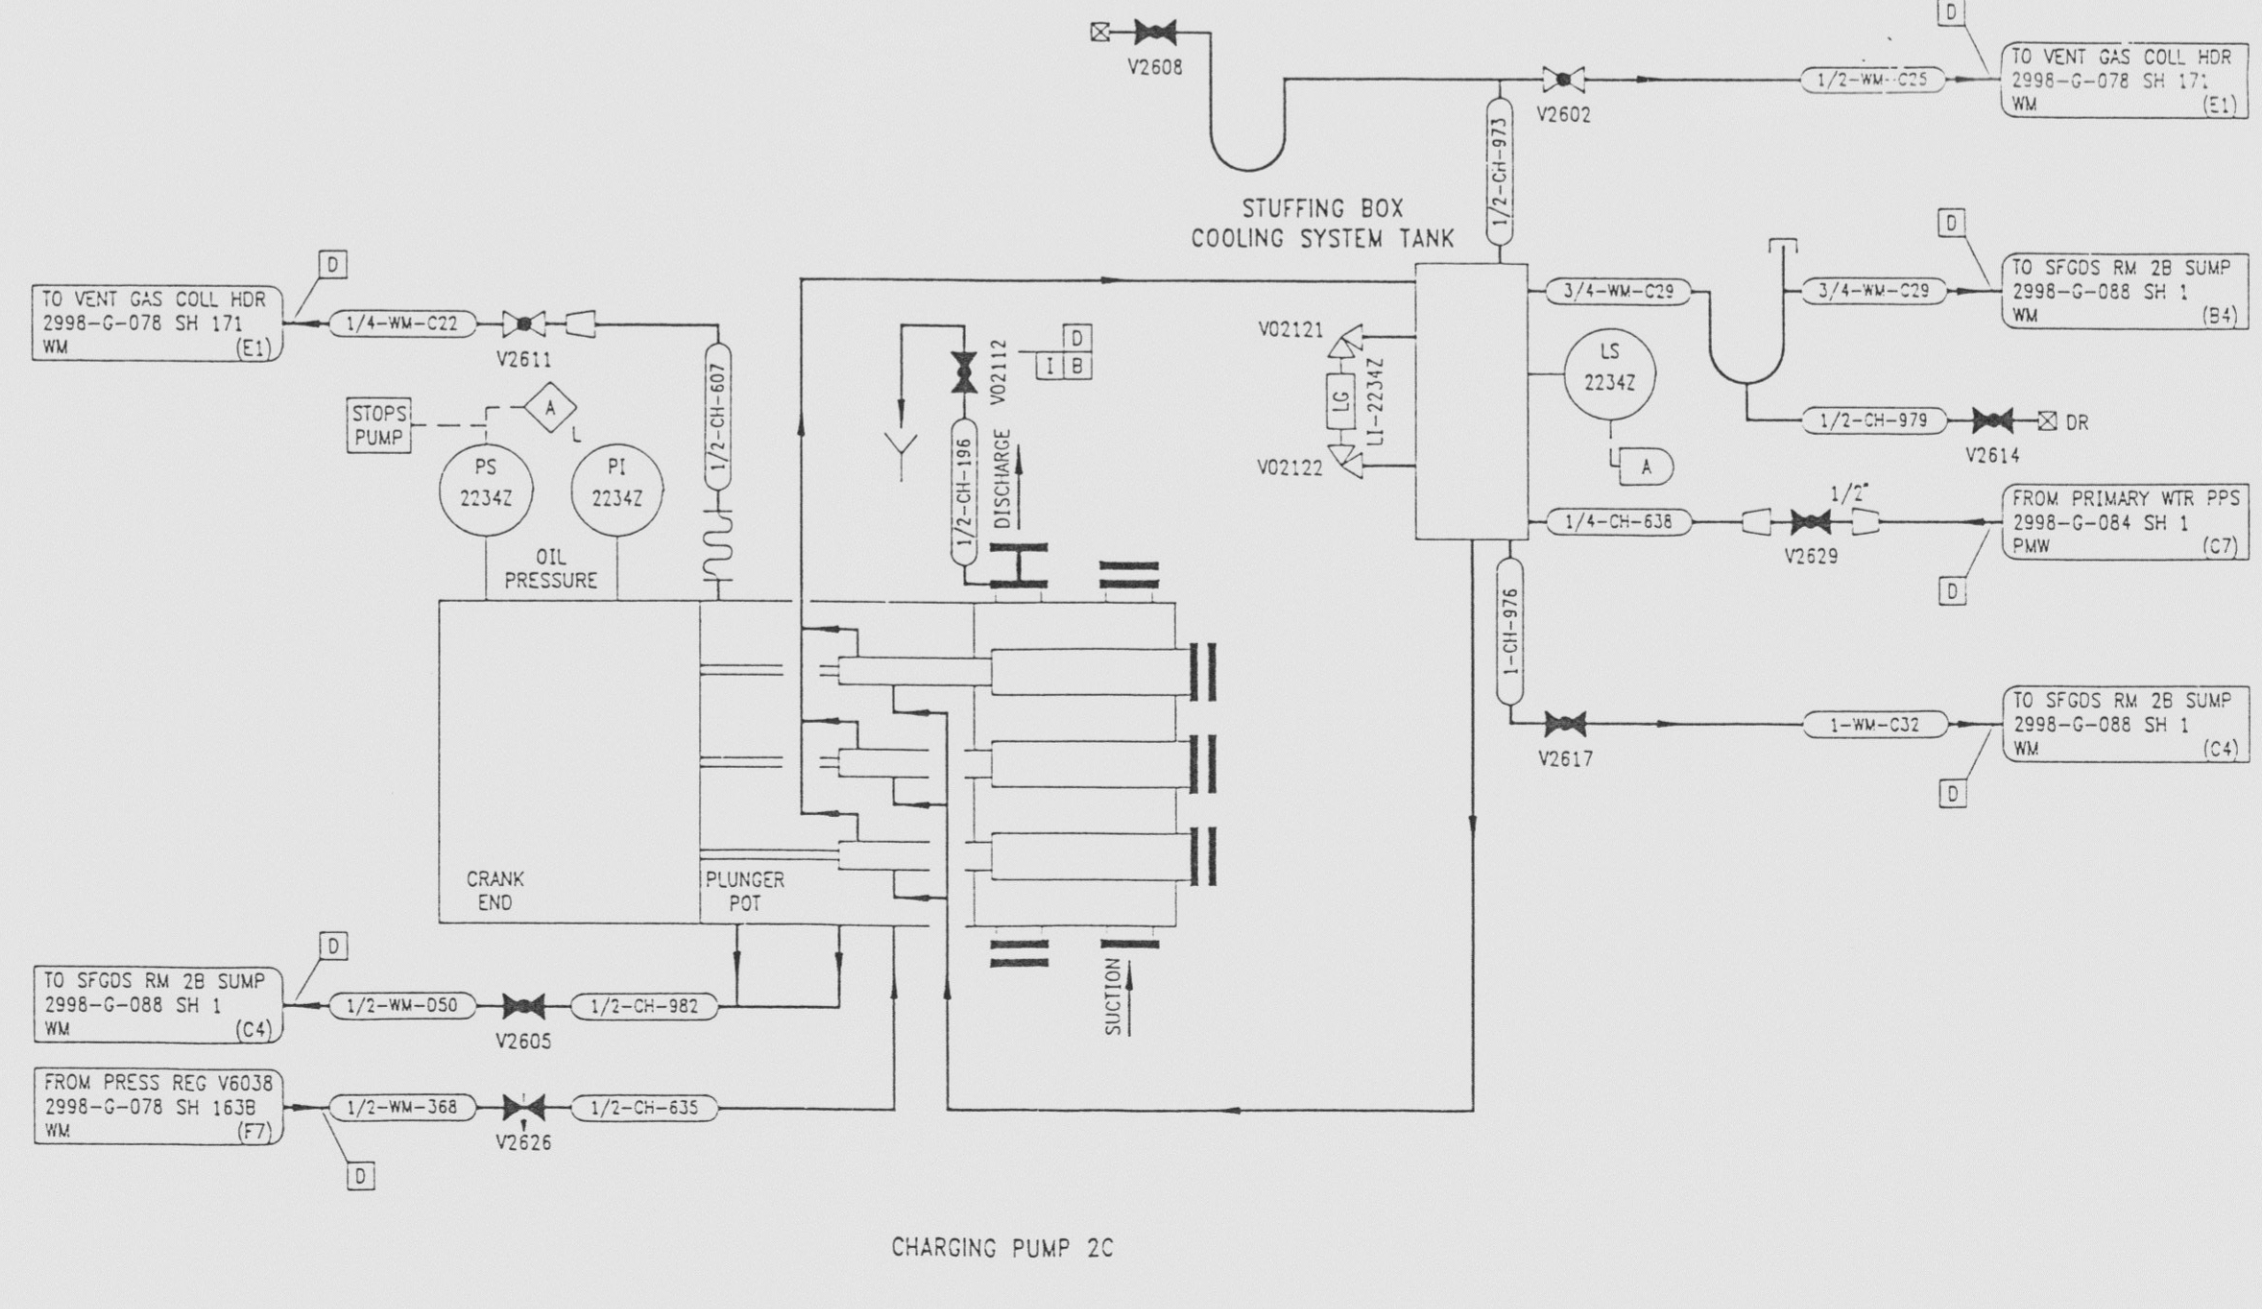 D
TO VENT GAS COLL HDR
2998-G-078 SH 171
WM (E1)
V2608
V2602
1/2-WM-C25
1/2-CH-973
STUFFING BOX
COOLING SYSTEM TANK
D
TO SFGDS RM 2B SUMP
2998-G-088 SH 1
WM (B4)
3/4-WM-C29
3/4-WM-C29
D
TO VENT GAS COLL HDR
2998-G-078 SH 171
WM (E1)
1/4-WM-C22
V2611
1/2-CH-607
STOPS
PUMP
A
L
PS
2234Z
PI
2234Z
OIL
PRESSURE
V02112
D
I B
1/2-CH-196
DISCHARGE
V02121
LG
LI-2234Z
V02122
LS
2234Z
L
A
1/2-CH-979
V2614
DR
1/4-CH-638
1/2"
V2629
FROM PRIMARY WTR PPS
2998-G-084 SH 1
PMW (C7)
D
1-CH-976
V2617
1-WM-C32
TO SFGDS RM 2B SUMP
2998-G-088 SH 1
WM (C4)
D
CRANK
END
PLUNGER
POT
SUCTION
D
TO SFGDS RM 2B SUMP
2998-G-088 SH 1
WM (C4)
1/2-WM-D50
V2605
1/2-CH-982
FROM PRESS REG V6038
2998-G-078 SH 163B
WM (F7)
1/2-WM-368
V2626
1/2-CH-635
D
CHARGING PUMP 2C